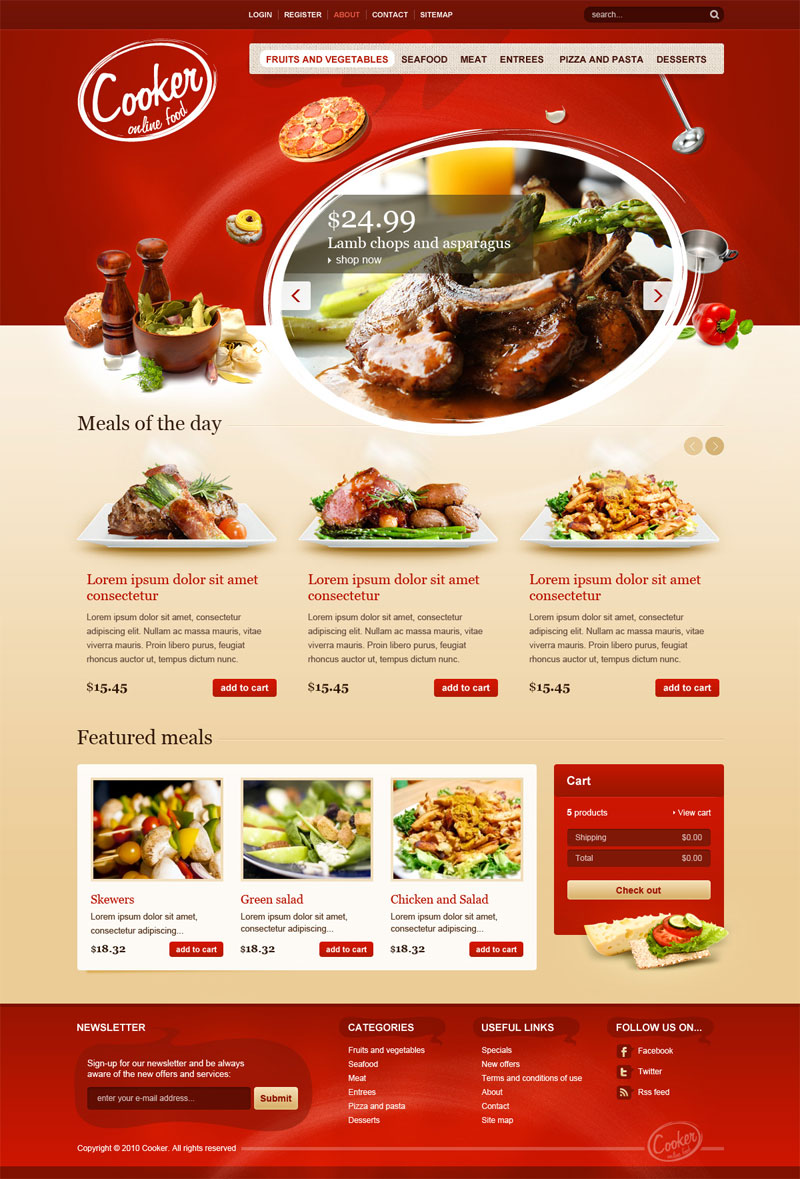 LOGIN REGISTER ABOUT CONTACT SITEMAP
search...
Cooker
online food
FRUITS AND VEGETABLES SEAFOOD MEAT ENTREES PIZZA AND PASTA DESSERTS
$24.99
Lamb chops and asparagus
shop now
Meals of the day
Lorem ipsum dolor sit amet
consectetur
Lorem ipsum dolor sit amet, consectetur
adipiscing elit. Nullam ac massa mauris, vitae
viverra mauris. Proin libero purus, feugiat
rhoncus auctor ut, tempus dictum nunc.
$15.45
add to cart
Lorem ipsum dolor sit amet
consectetur
Lorem ipsum dolor sit amet, consectetur
adipiscing elit. Nullam ac massa mauris, vitae
viverra mauris. Proin libero purus, feugiat
rhoncus auctor ut, tempus dictum nunc.
$15.45
add to cart
Lorem ipsum dolor sit amet
consectetur
Lorem ipsum dolor sit amet, consectetur
adipiscing elit. Nullam ac massa mauris, vitae
viverra mauris. Proin libero purus, feugiat
rhoncus auctor ut, tempus dictum nunc.
$15.45
add to cart
Featured meals
Skewers
Lorem ipsum dolor sit amet,
consectetur adipiscing...
$18.32
add to cart
Green salad
Lorem ipsum dolor sit amet,
consectetur adipiscing...
$18.32
add to cart
Chicken and Salad
Lorem ipsum dolor sit amet,
consectetur adipiscing...
$18.32
add to cart
Cart
5 products
View cart
Shipping $0.00
Total $0.00
Check out
NEWSLETTER
Sign-up for our newsletter and be always
aware of the new offers and services:
enter your e-mail address...
Submit
CATEGORIES
Fruits and vegetables
Seafood
Meat
Entrees
Pizza and pasta
Desserts
USEFUL LINKS
Specials
New offers
Terms and conditions of use
About
Contact
Site map
FOLLOW US ON...
Facebook
Twitter
Rss feed
Copyright © 2010 Cooker. All rights reserved
Cooker
online food